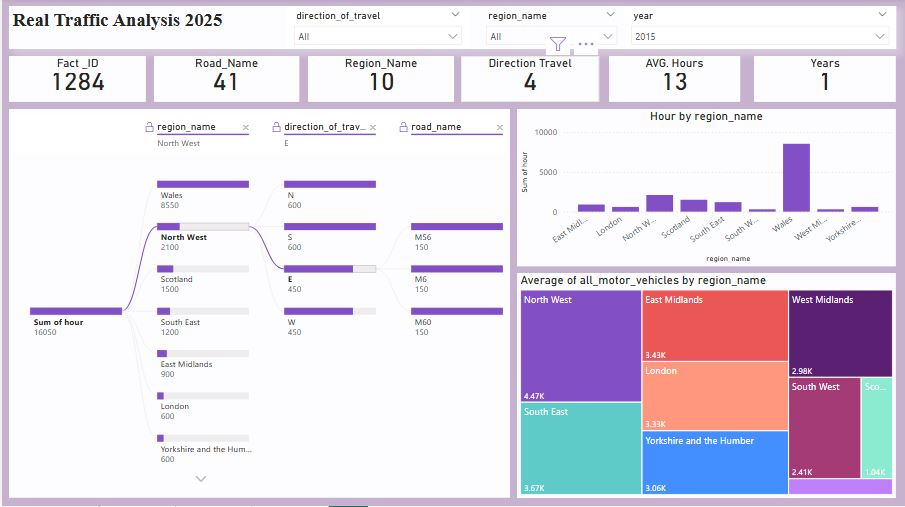 Real Traffic Analysis 2025
direction_of_travel
All
region_name
All
year
2015
Fact _ID
1284
Road_Name
41
Region_Name
10
Direction Travel
4
AVG. Hours
13
Years
1
region_name
North West
direction_of_trav...
E
road_name
Sum of hour
16050
Wales
8550
North West
2100
Scotland
1500
South East
1200
East Midlands
900
London
600
Yorkshire and the Hum...
600
N
600
S
600
E
450
W
450
M56
150
M6
150
M60
150
Hour by region_name
Sum of hour
10000
5000
0
East Midl...
London
North W...
Scotland
South East
South W...
Wales
West Mi...
Yorkshire...
region_name
Average of all_motor_vehicles by region_name
North West
4.47K
South East
3.67K
East Midlands
3.43K
London
3.33K
Yorkshire and the Humber
3.06K
West Midlands
2.98K
South West
2.41K
Sco...
1.04K